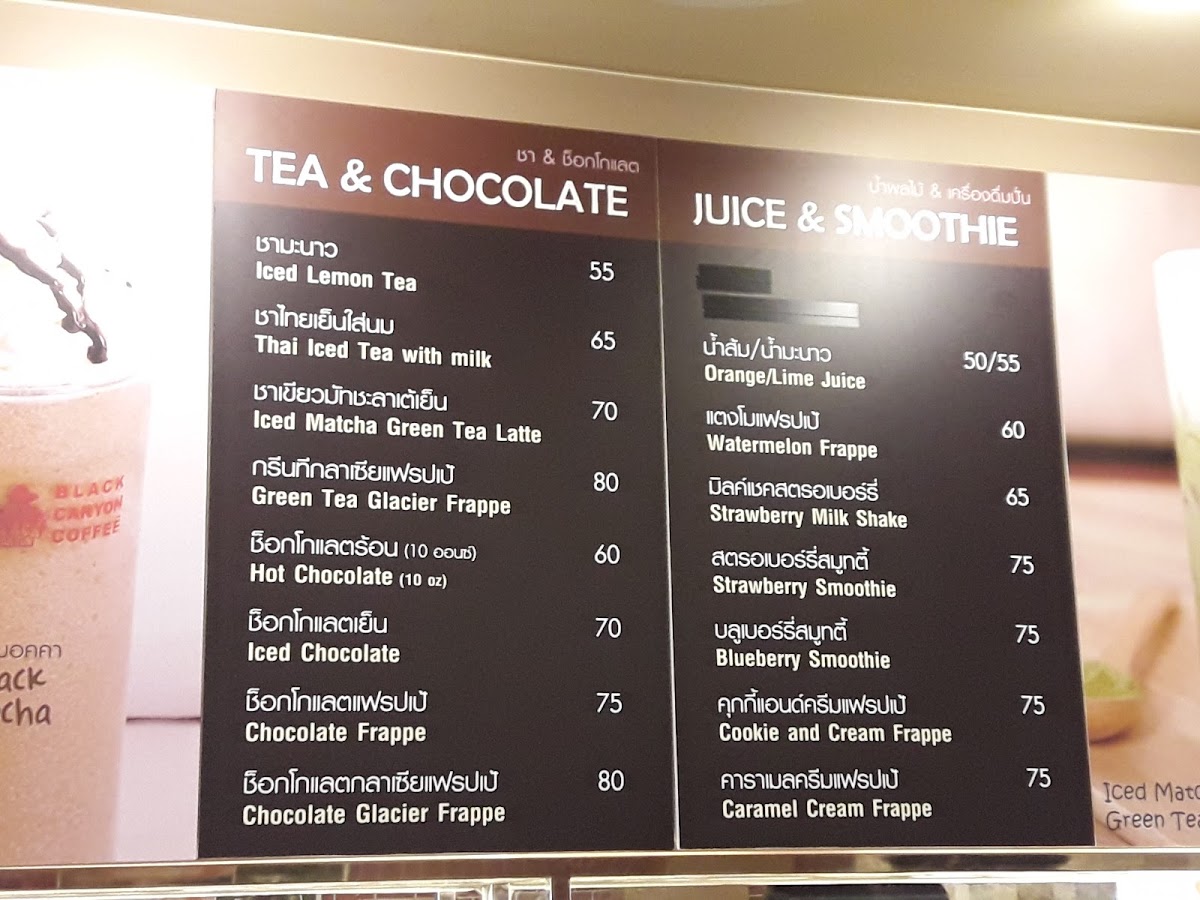 ชา & ช็อกโกแลต
TEA & CHOCOLATE
ชามะนาว
Iced Lemon Tea 55
ชาไทยเย็นใส่นม
Thai Iced Tea with milk 65
ชาเขียวมัทชะลาเต้เย็น
Iced Matcha Green Tea Latte 70
กรีนทีกลาเซียแฟรปเป้
Green Tea Glacier Frappe 80
ช็อกโกแลตร้อน (10 ออนซ์)
Hot Chocolate (10 oz) 60
ช็อกโกแลตเย็น
Iced Chocolate 70
ช็อกโกแลตแฟรปเป้
Chocolate Frappe 75
ช็อกโกแลตกลาเซียแฟรปเป้
Chocolate Glacier Frappe 80
น้ำผลไม้ & เครื่องดื่มปั่น
JUICE & SMOOTHIE
น้ำส้ม/น้ำมะนาว
Orange/Lime Juice 50/55
แตงโมแฟรปเป้
Watermelon Frappe 60
มิลค์เชคสตรอเบอร์รี่
Strawberry Milk Shake 65
สตรอเบอร์รี่สมูทตี้
Strawberry Smoothie 75
บลูเบอร์รี่สมูทตี้
Blueberry Smoothie 75
คุกกี้แอนด์ครีมแฟรปเป้
Cookie and Cream Frappe 75
คาราเมลครีมแฟรปเป้
Caramel Cream Frappe 75
BLACK
CANYON
COFFEE
มอคคา
ack
cha
Iced Matc
Green Tea